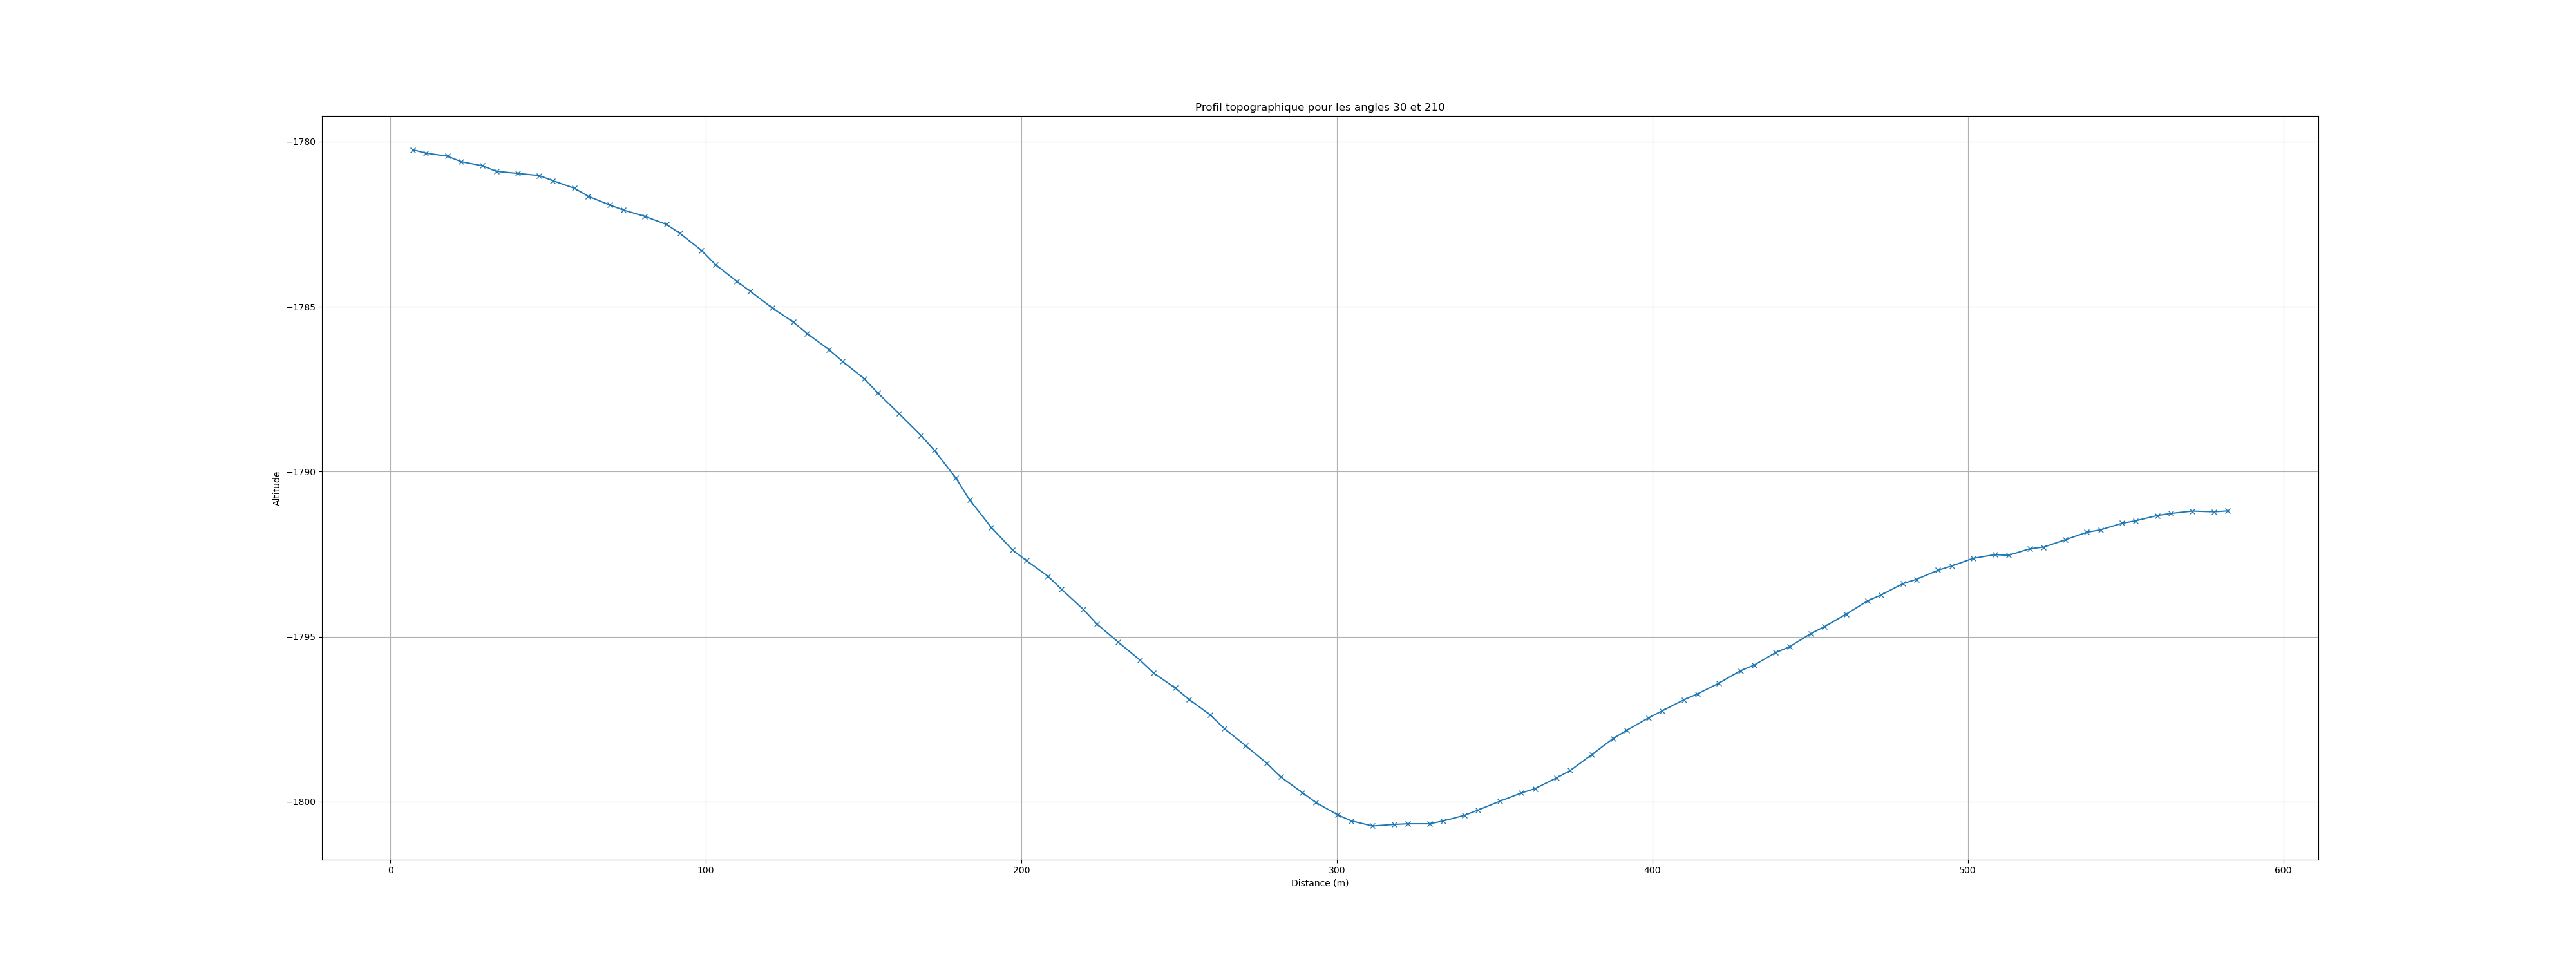 Profil topographique pour les angles 30 et 210
−1780
−1785
−1790
−1795
−1800
Altitude
0 100 200 300 400 500 600
Distance (m)